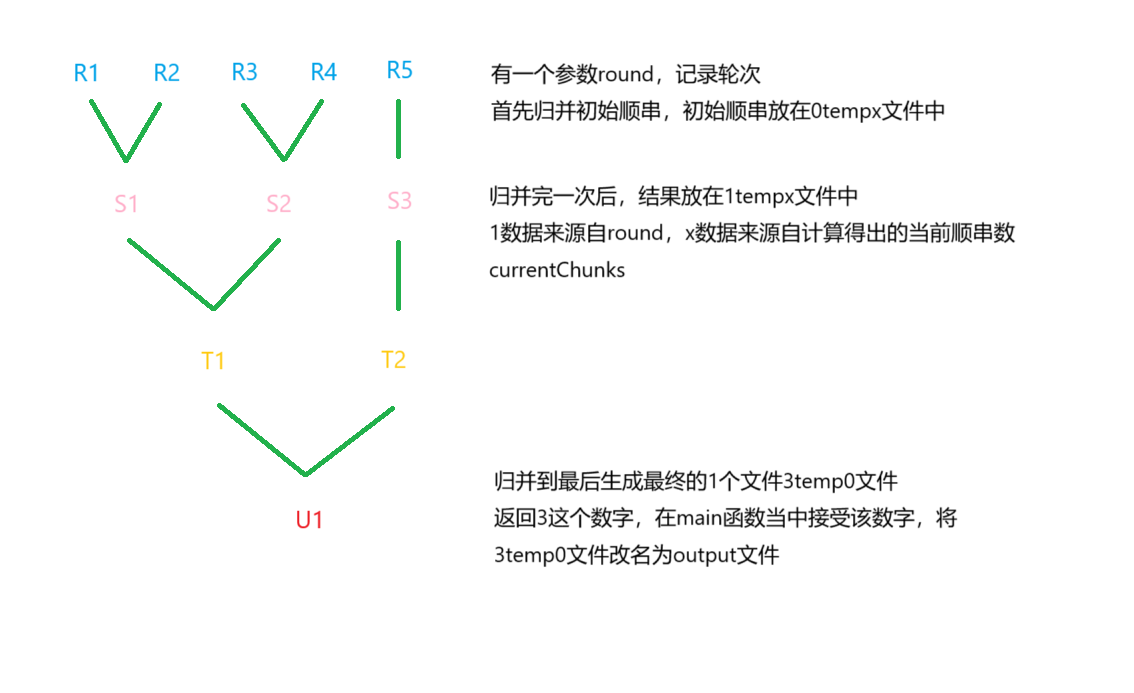 R1 R2 R3 R4 R5
有一个参数round，记录轮次
首先归并初始顺串，初始顺串放在0tempx文件中
S1 S2 S3
归并完一次后，结果放在1tempx文件中
1数据来源自round，x数据来源自计算得出的当前顺串数
currentChunks
T1 T2
归并到最后生成最终的1个文件3temp0文件
返回3这个数字，在main函数当中接受该数字，将
3temp0文件改名为output文件
U1